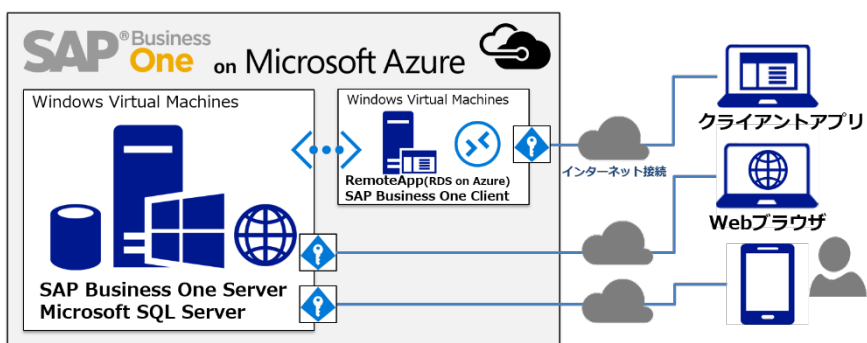 SAP®Business
One on Microsoft Azure
Windows Virtual Machines
SAP Business One Server
Microsoft SQL Server
Windows Virtual Machines
RemoteApp(RDS on Azure)
SAP Business One Client
インターネット接続
クライアントアプリ
Webブラウザ